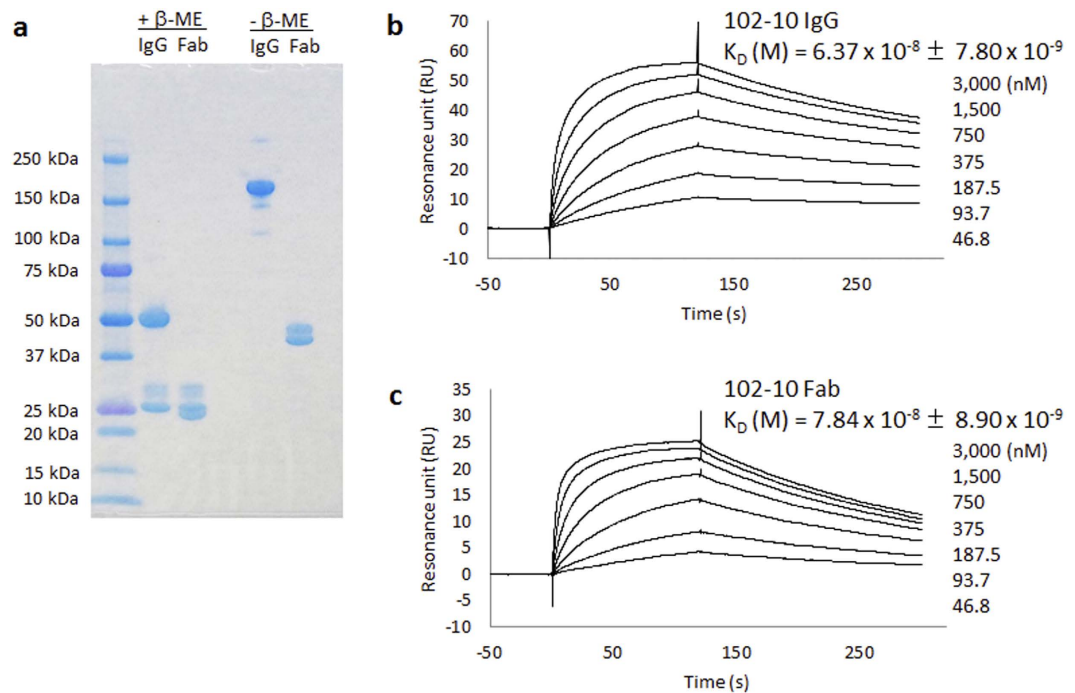 a
+ β-ME
- β-ME
IgG Fab
IgG Fab
250 kDa
150 kDa
100 kDa
75 kDa
50 kDa
37 kDa
25 kDa
20 kDa
15 kDa
10 kDa
b
102-10 IgG
K_D (M) = 6.37 x 10⁻⁸ ± 7.80 x 10⁻⁹
Resonance unit (RU)
70
60
50
40
30
20
10
0
-10
-50
50
150
250
Time (s)
3,000 (nM)
1,500
750
375
187.5
93.7
46.8
c
102-10 Fab
K_D (M) = 7.84 x 10⁻⁸ ± 8.90 x 10⁻⁹
Resonance unit (RU)
35
30
25
20
15
10
5
0
-5
-10
-50
50
150
250
Time (s)
3,000 (nM)
1,500
750
375
187.5
93.7
46.8